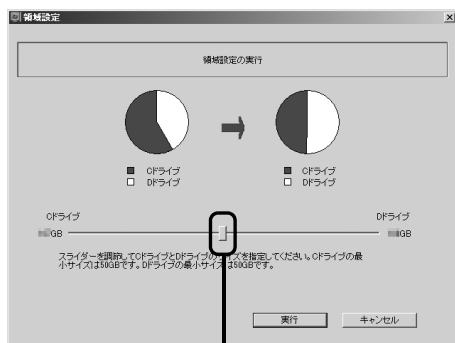 領域設定
領域設定の実行
Cドライブ
Dドライブ
Cドライブ
Dドライブ
Cドライブ
Dドライブ
GB
GB
スライダーを調節してCドライブとDドライブのサイズを指定してください。Cドライブの最
小サイズは50GBです。Dドライブの最小サイズは50GBです。
実行
キャンセル